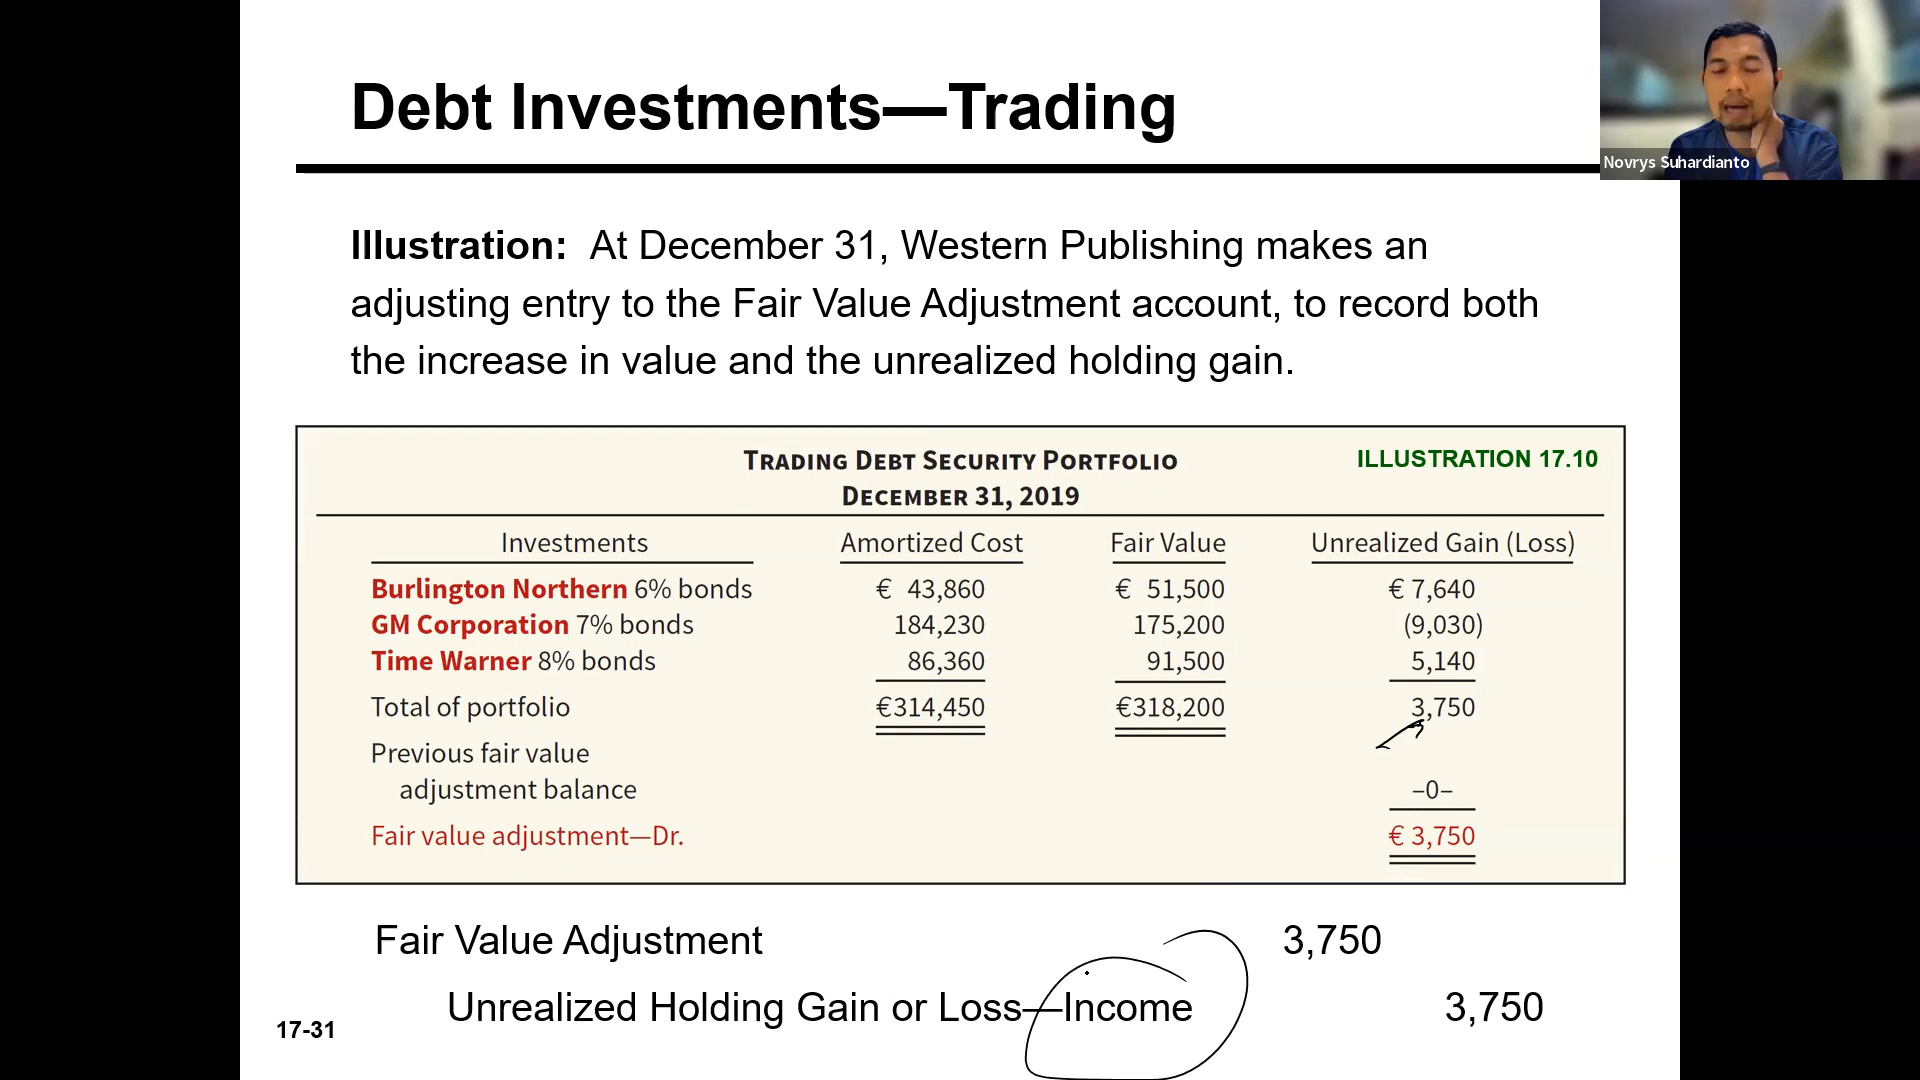 Debt Investments—Trading
Novrys Suhardianto
Illustration: At December 31, Western Publishing makes an
adjusting entry to the Fair Value Adjustment account, to record both
the increase in value and the unrealized holding gain.
TRADING DEBT SECURITY PORTFOLIO
ILLUSTRATION 17.10
DECEMBER 31, 2019
Investments Amortized Cost Fair Value Unrealized Gain (Loss)
Burlington Northern 6% bonds € 43,860 € 51,500 € 7,640
GM Corporation 7% bonds 184,230 175,200 (9,030)
Time Warner 8% bonds 86,360 91,500 5,140
Total of portfolio €314,450 €318,200 3,750
Previous fair value
adjustment balance –0–
Fair value adjustment—Dr. € 3,750
Fair Value Adjustment 3,750
Unrealized Holding Gain or Loss—Income 3,750
17-31